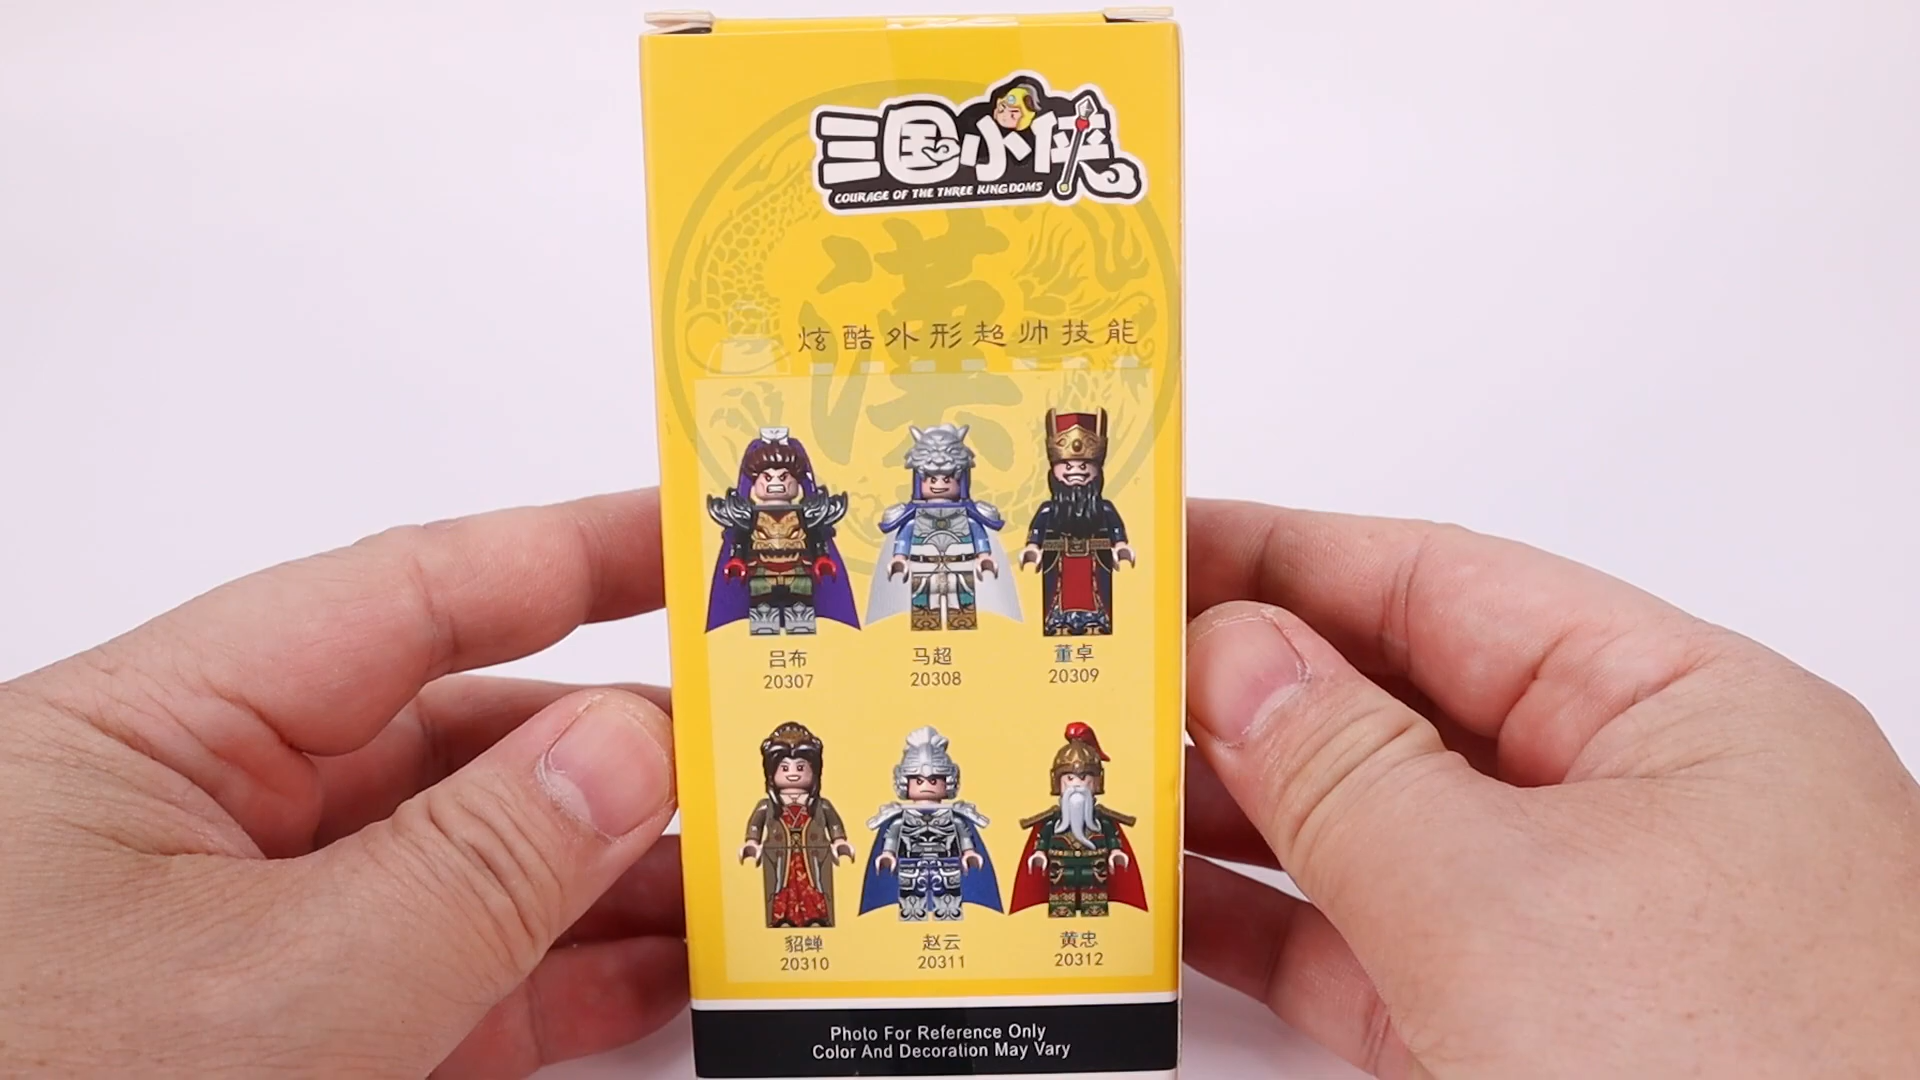 三国小侠
COURAGE OF THE THREE KINGDOMS
漢
炫酷外形超帅技能
吕布 马超 董卓
20307 20308 20309
貂蝉 赵云 黄忠
20310 20311 20312
Photo For Reference Only
Color And Decoration May Vary